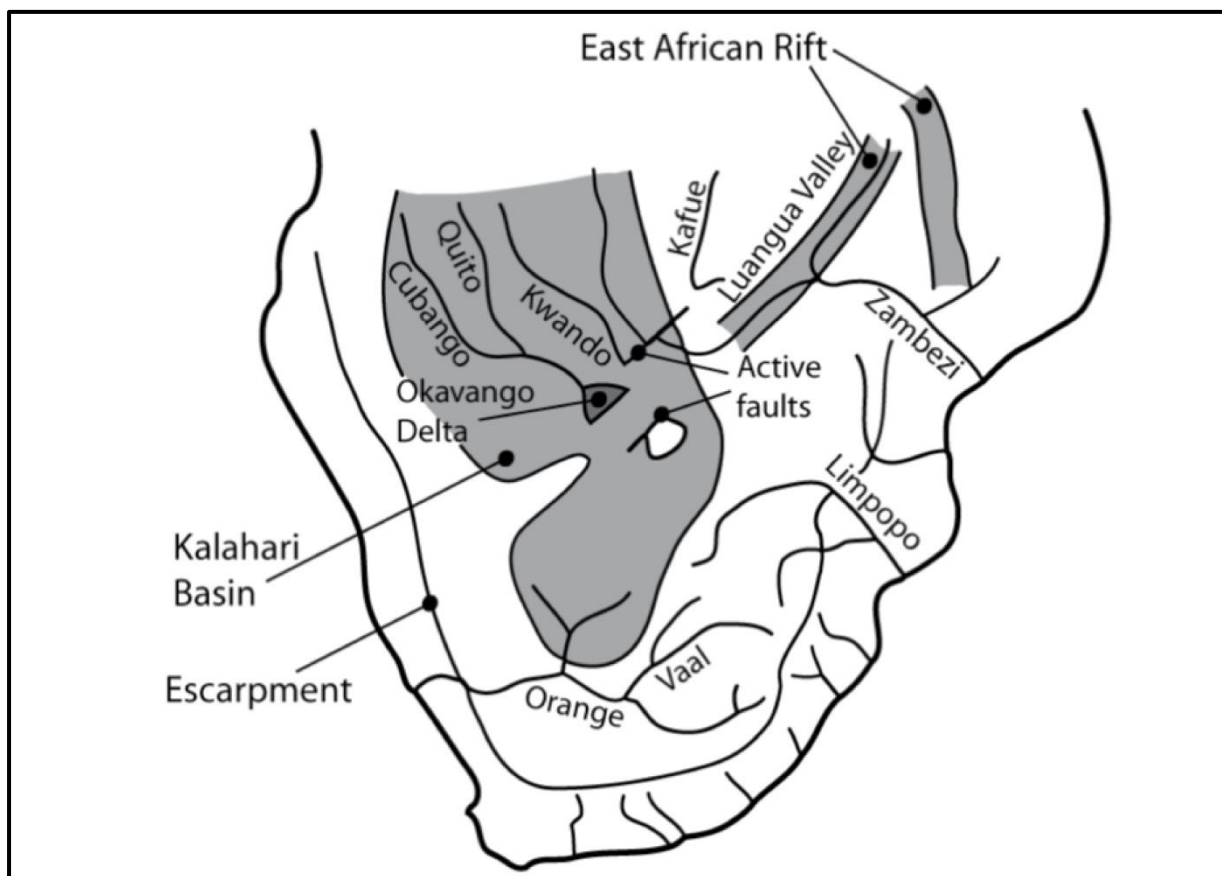 East African Rift
Luangua Valley
Kafue
Quito
Cubango
Kwando
Zambezi
Okavango
Delta
Active
faults
Limpopo
Kalahari
Basin
Escarpment
Vaal
Orange